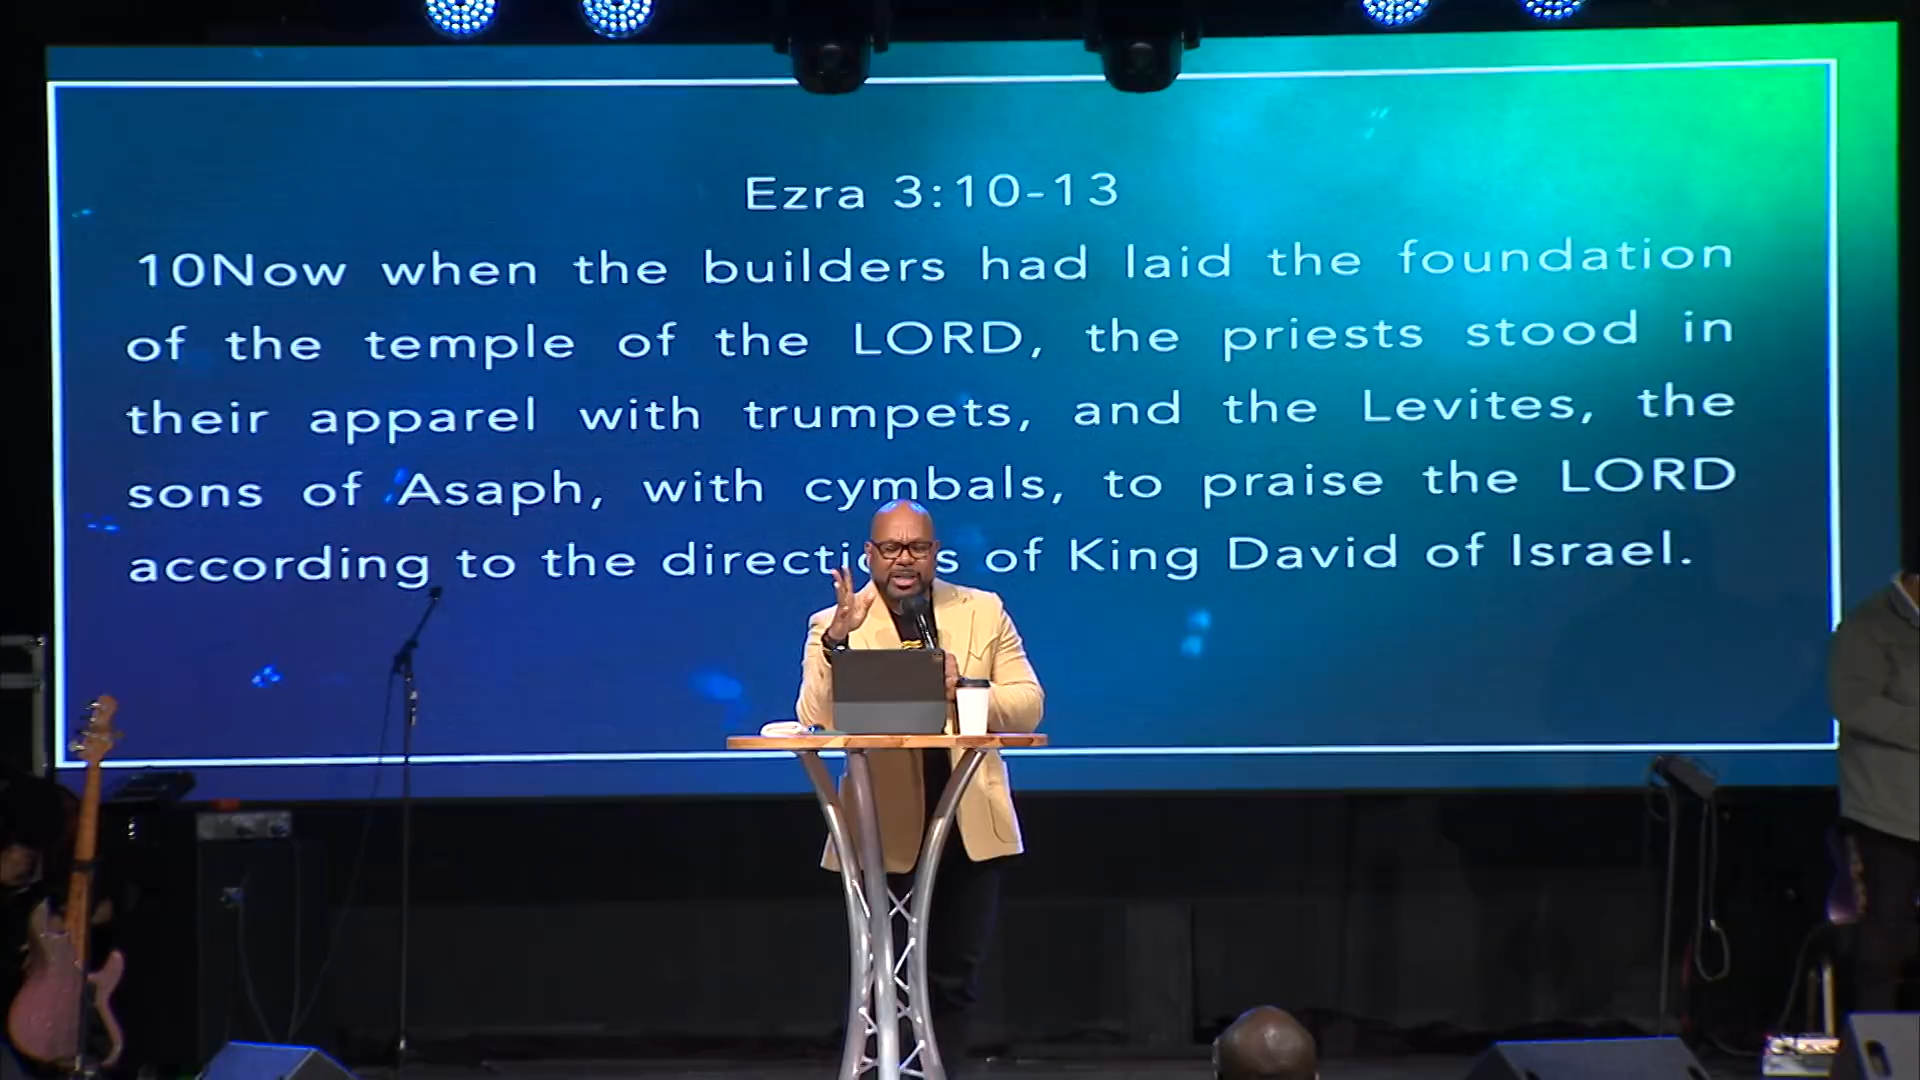 Ezra 3:10-13
10Now when the builders had laid the foundation
of the temple of the LORD, the priests stood in
their apparel with trumpets, and the Levites, the
sons of Asaph, with cymbals, to praise the LORD
according to the of King David of Israel.